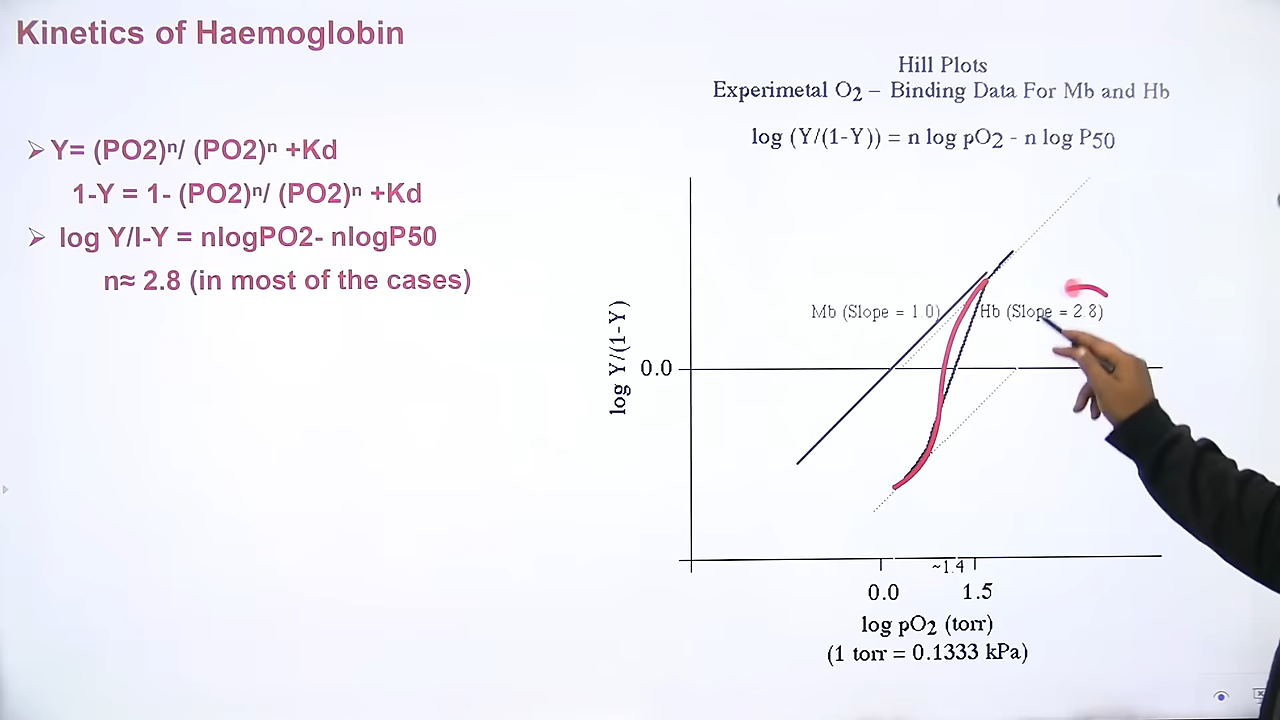 Kinetics of Haemoglobin
Hill Plots
Experimetal O₂ – Binding Data For Mb and Hb
log (Y/(1-Y)) = n log pO₂ - n log P₅₀
➢ Y= (PO2)ⁿ/ (PO2)ⁿ +Kd
1-Y = 1- (PO2)ⁿ/ (PO2)ⁿ +Kd
➢ log Y/I-Y = nlogPO2- nlogP50
n≈ 2.8 (in most of the cases)
Mb (Slope = 1.0)
Hb (Slope = 2.8)
log Y/(1-Y)
0.0
~1.4
0.0
1.5
log pO₂ (torr)
(1 torr = 0.1333 kPa)